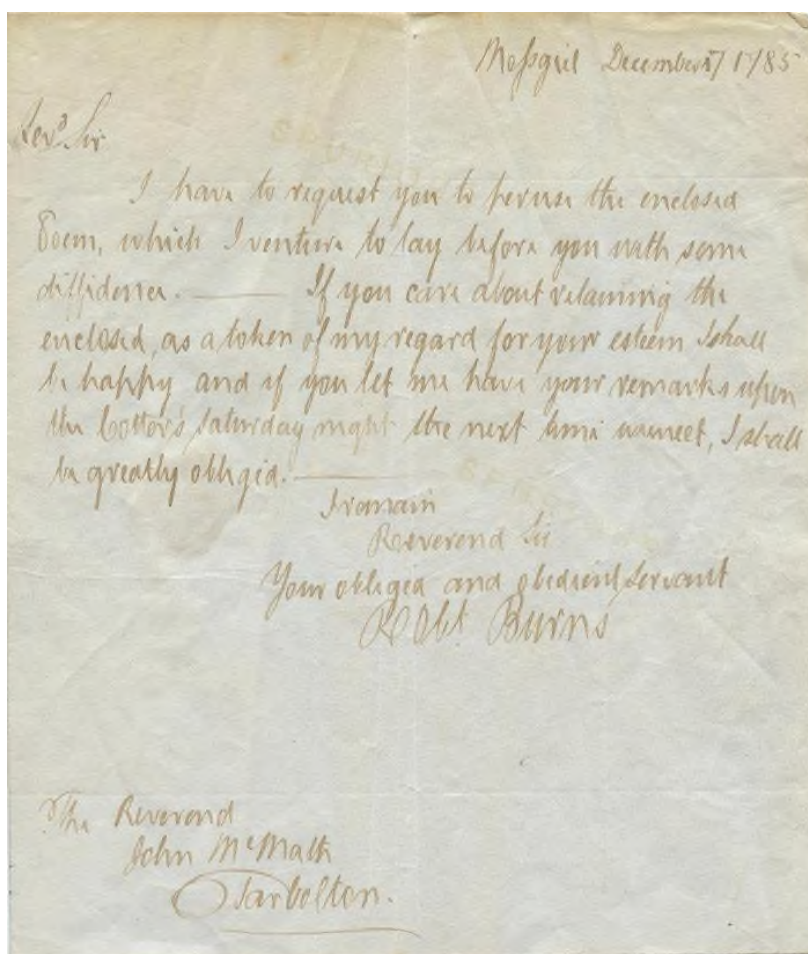 Mossgiel December 17 1785
Revd. Sir
I have to request you to peruse the enclosed
Poem, which I venture to lay before you with some
diffidence. — If you care about retaining the
enclosed, as a token of my regard for your esteem I shall
be happy and if you let me have your remarks upon
the Cottor's Saturday night the next time we meet, I shall
be greatly obliged. —
I remain
Reverend Sir
Your obliged and obedient Servant
Robt Burns
The Reverend
John McMath
Tarbolton.